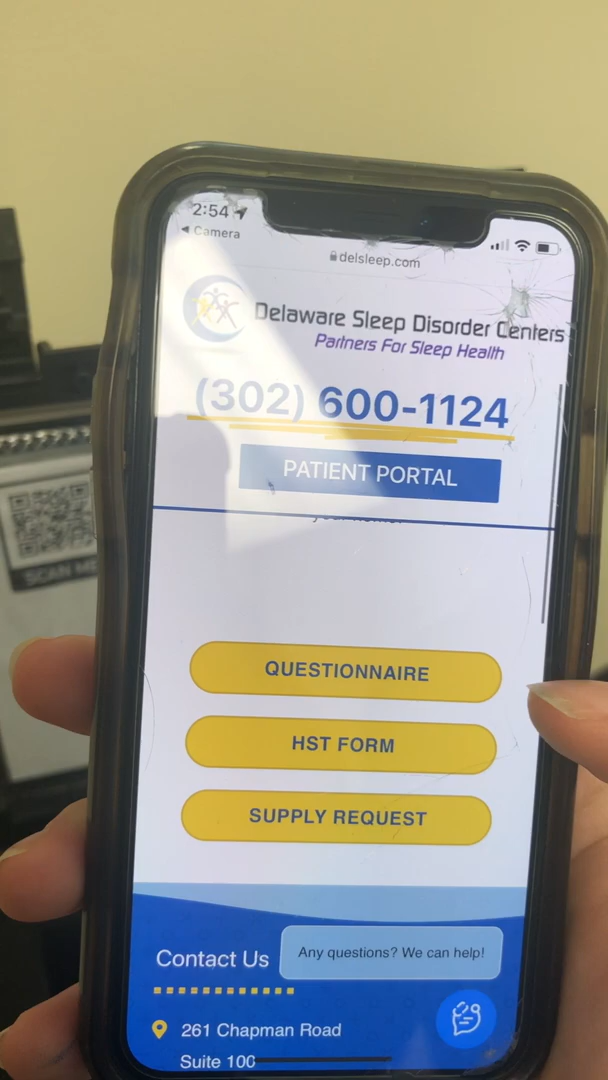 2:54
Camera
delsleep.com
Delaware Sleep Disorder Centers
Partners For Sleep Health
(302) 600-1124
PATIENT PORTAL
QUESTIONNAIRE
HST FORM
SUPPLY REQUEST
Contact Us
Any questions? We can help!
261 Chapman Road
Suite 100
SCAN ME